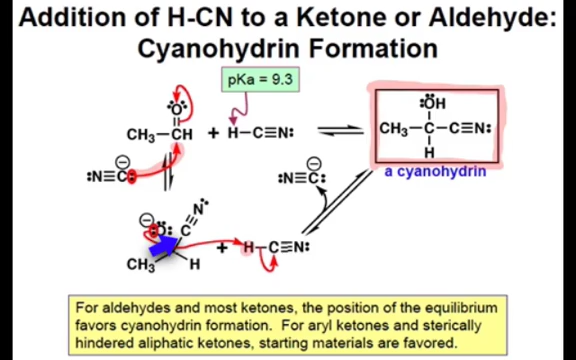 Addition of H-CN to a Ketone or Aldehyde:
Cyanohydrin Formation
pKa = 9.3
:O:
CH₃—CH + H—C≡N:
:ÖH
CH₃—C—C≡N:
H
a cyanohydrin
:N≡C:
⊖
:N≡C:
⊖
⊖
:O:
C≡N:
CH₃
H
+ H—C≡N:
For aldehydes and most ketones, the position of the equilibrium
favors cyanohydrin formation. For aryl ketones and sterically
hindered aliphatic ketones, starting materials are favored.